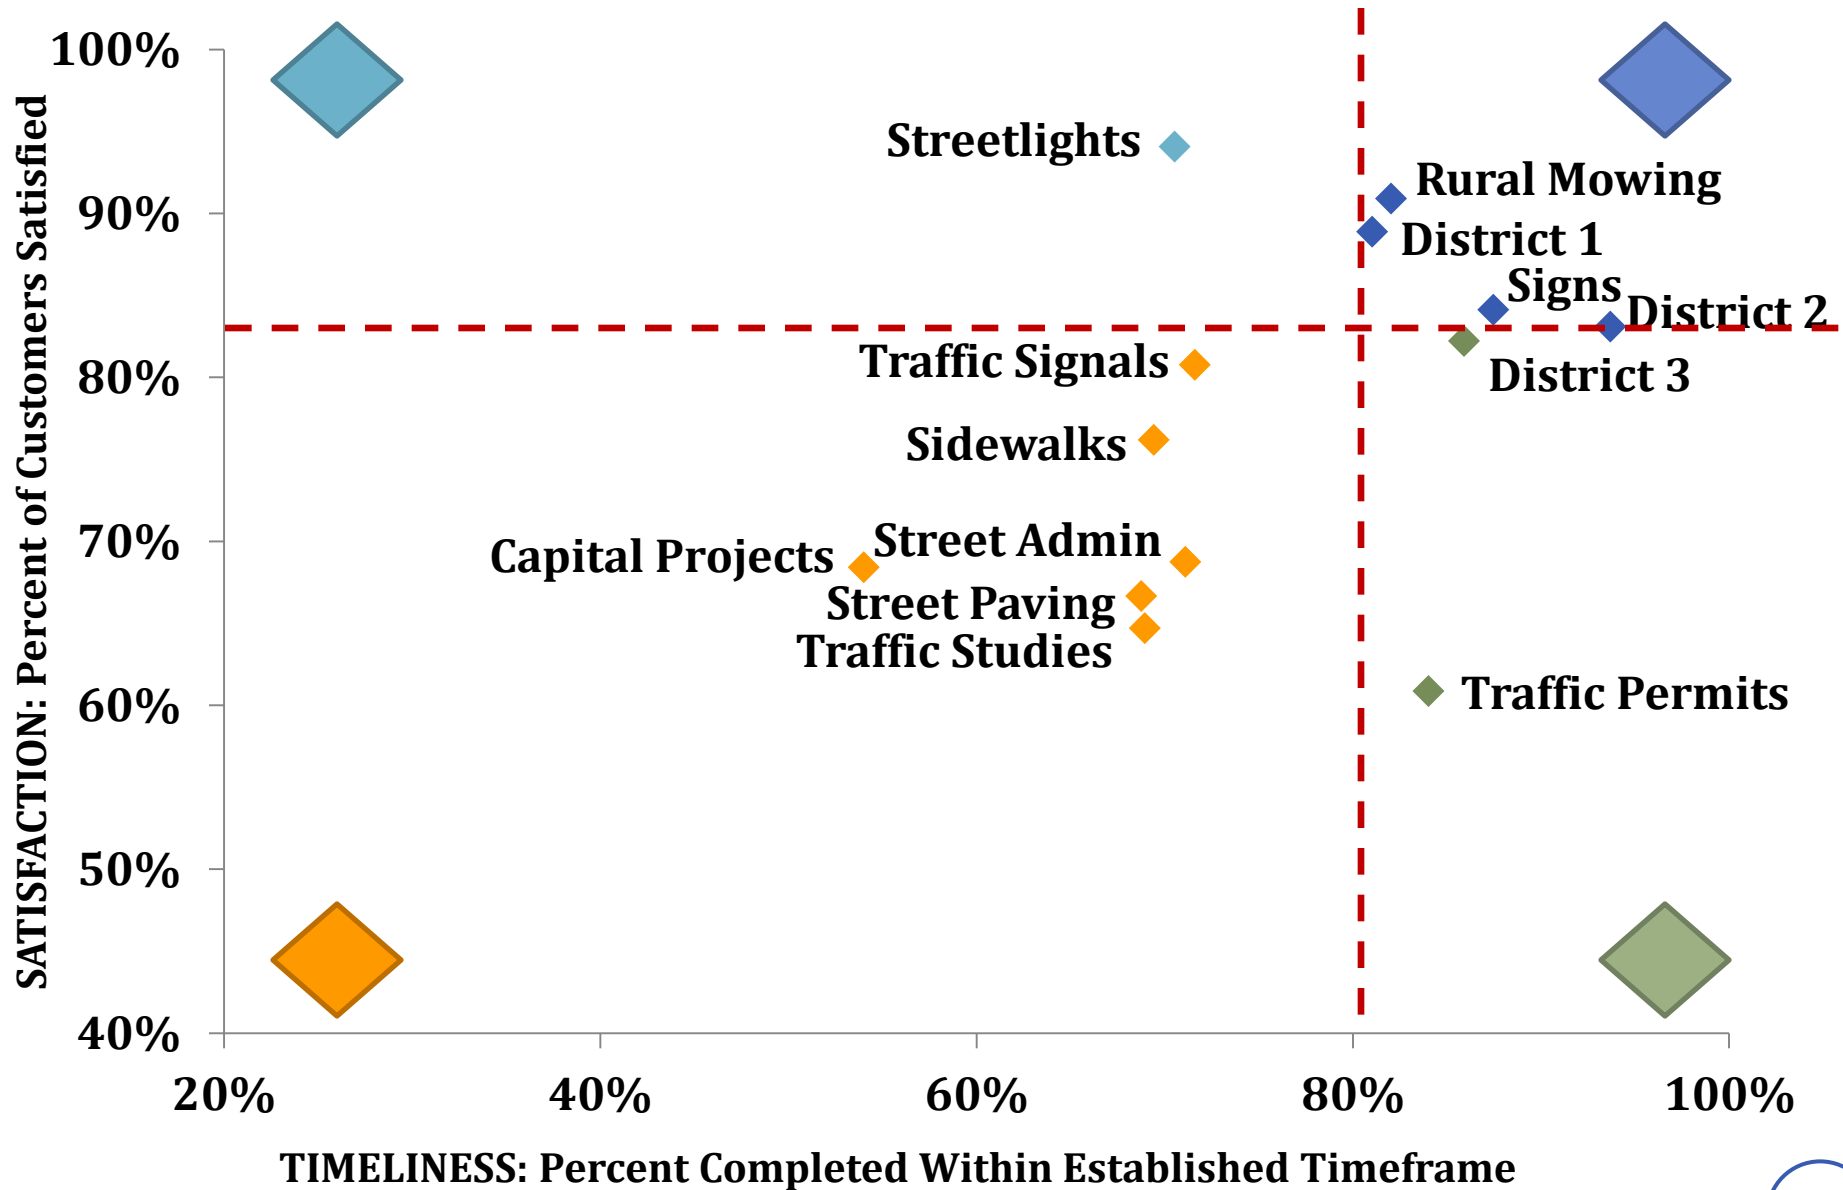 SATISFACTION: Percent of Customers Satisfied
100%
90%
80%
70%
60%
50%
40%
Streetlights
Rural Mowing
District 1
Signs
District 2
Traffic Signals
District 3
Sidewalks
Street Admin
Capital Projects
Street Paving
Traffic Studies
Traffic Permits
20%
40%
60%
80%
100%
TIMELINESS: Percent Completed Within Established Timeframe